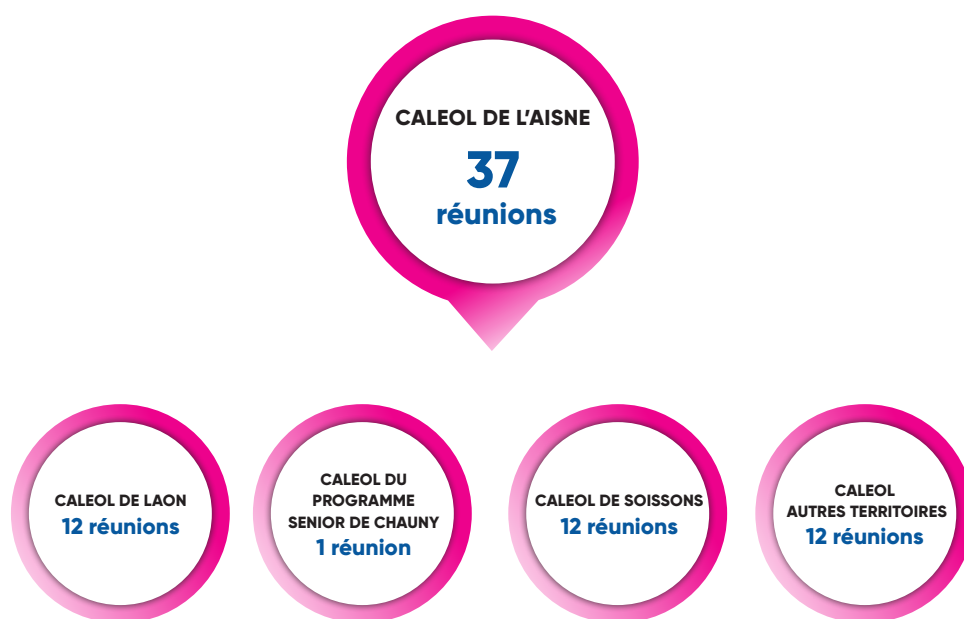 CALEOL DE L'AISNE
37
réunions
CALEOL DE LAON
12 réunions
CALEOL DU
PROGRAMME
SENIOR DE CHAUNY
1 réunion
CALEOL DE SOISSONS
12 réunions
CALEOL
AUTRES TERRITOIRES
12 réunions